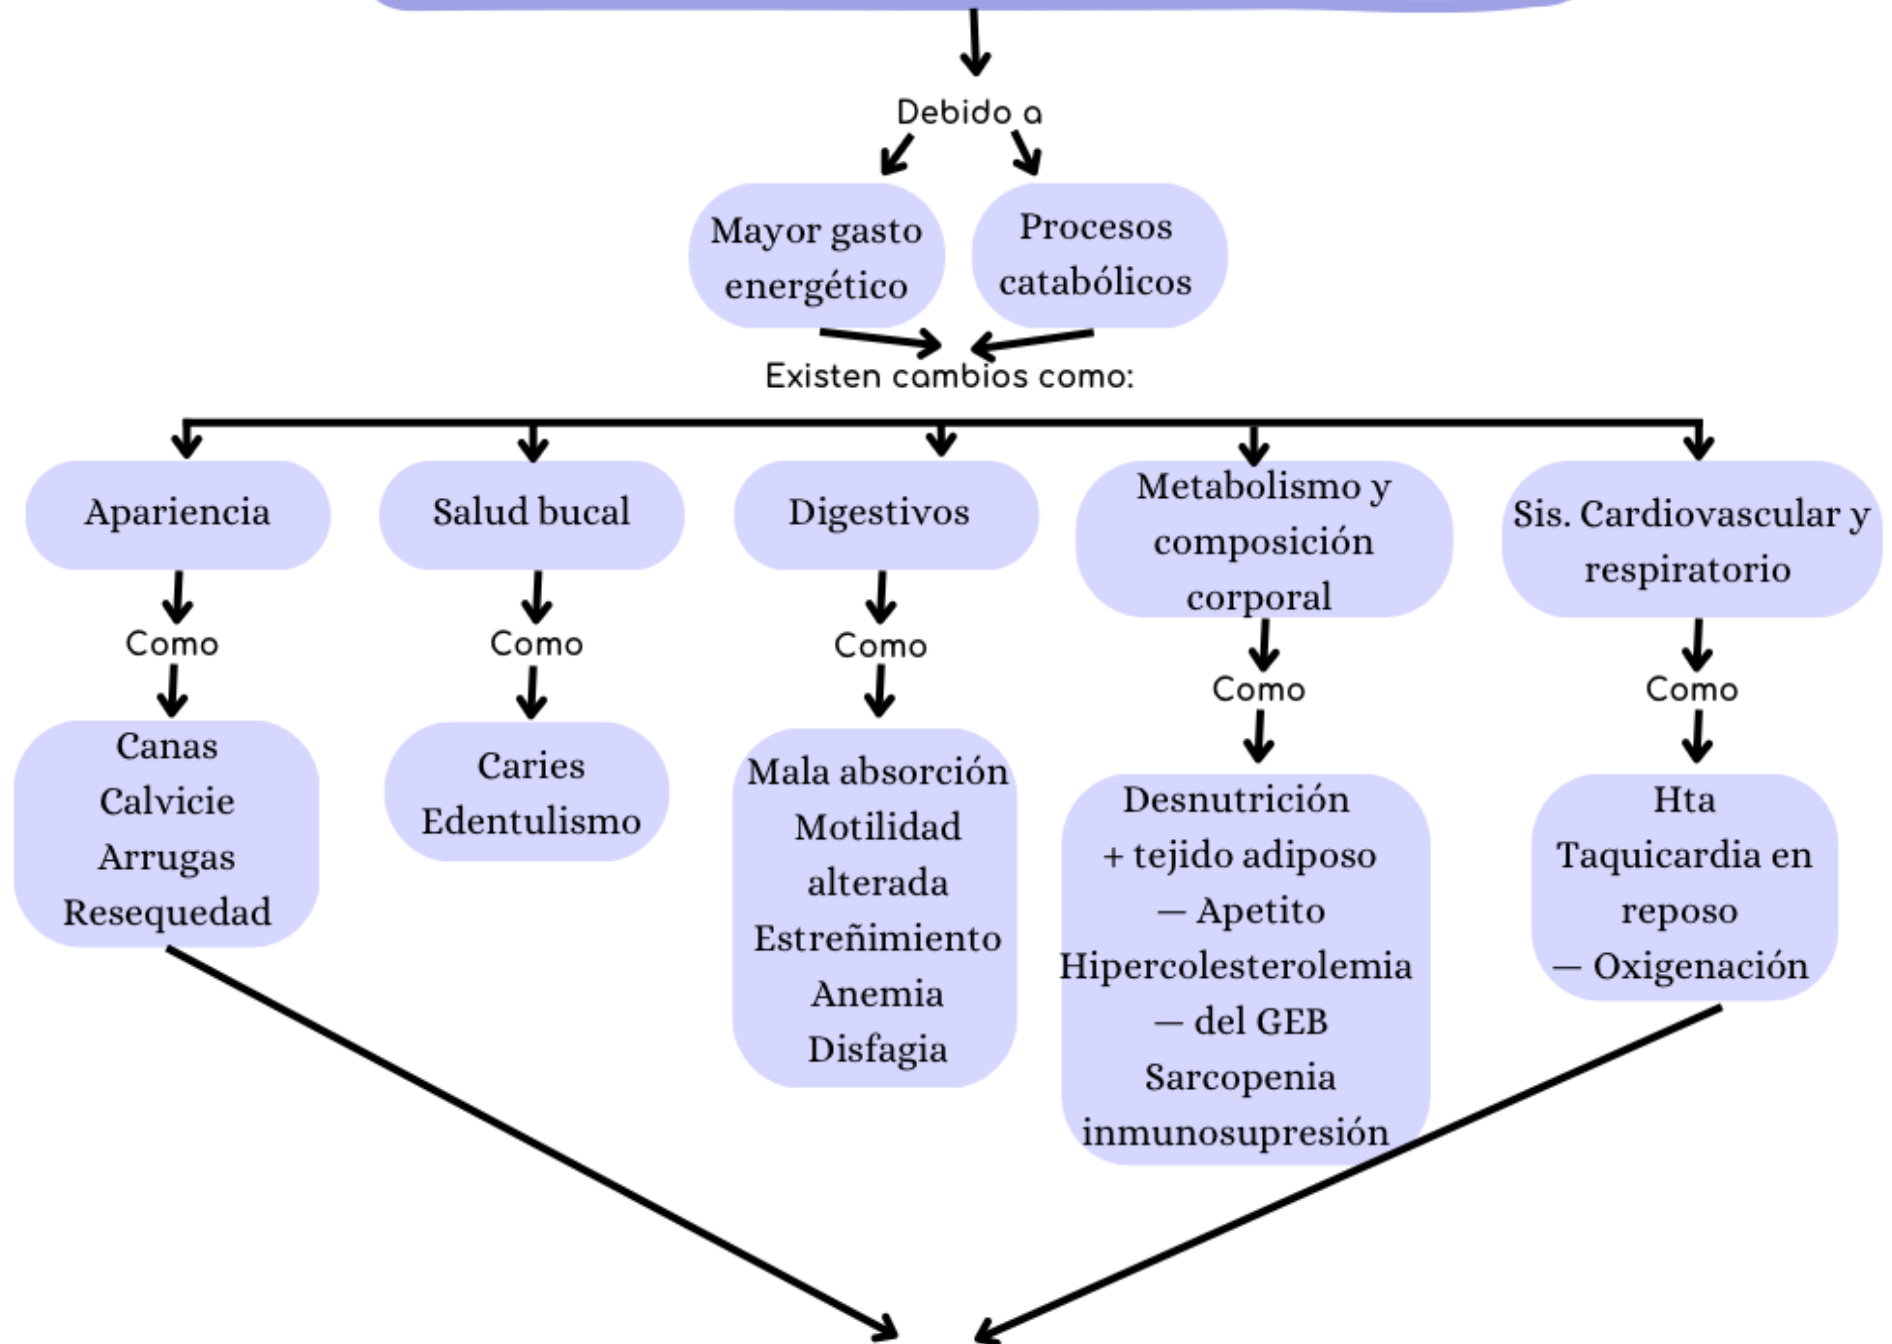 Debido a
Mayor gasto
energético
Procesos
catabólicos
Existen cambios como:
Apariencia
Como
Canas
Calvicie
Arrugas
Resequedad
Salud bucal
Como
Caries
Edentulismo
Digestivos
Como
Mala absorción
Motilidad
alterada
Estreñimiento
Anemia
Disfagia
Metabolismo y
composición
corporal
Como
Desnutrición
+ tejido adiposo
— Apetito
Hipercolesterolemia
— del GEB
Sarcopenia
inmunosupresión
Sis. Cardiovascular y
respiratorio
Como
Hta
Taquicardia en
reposo
— Oxigenación